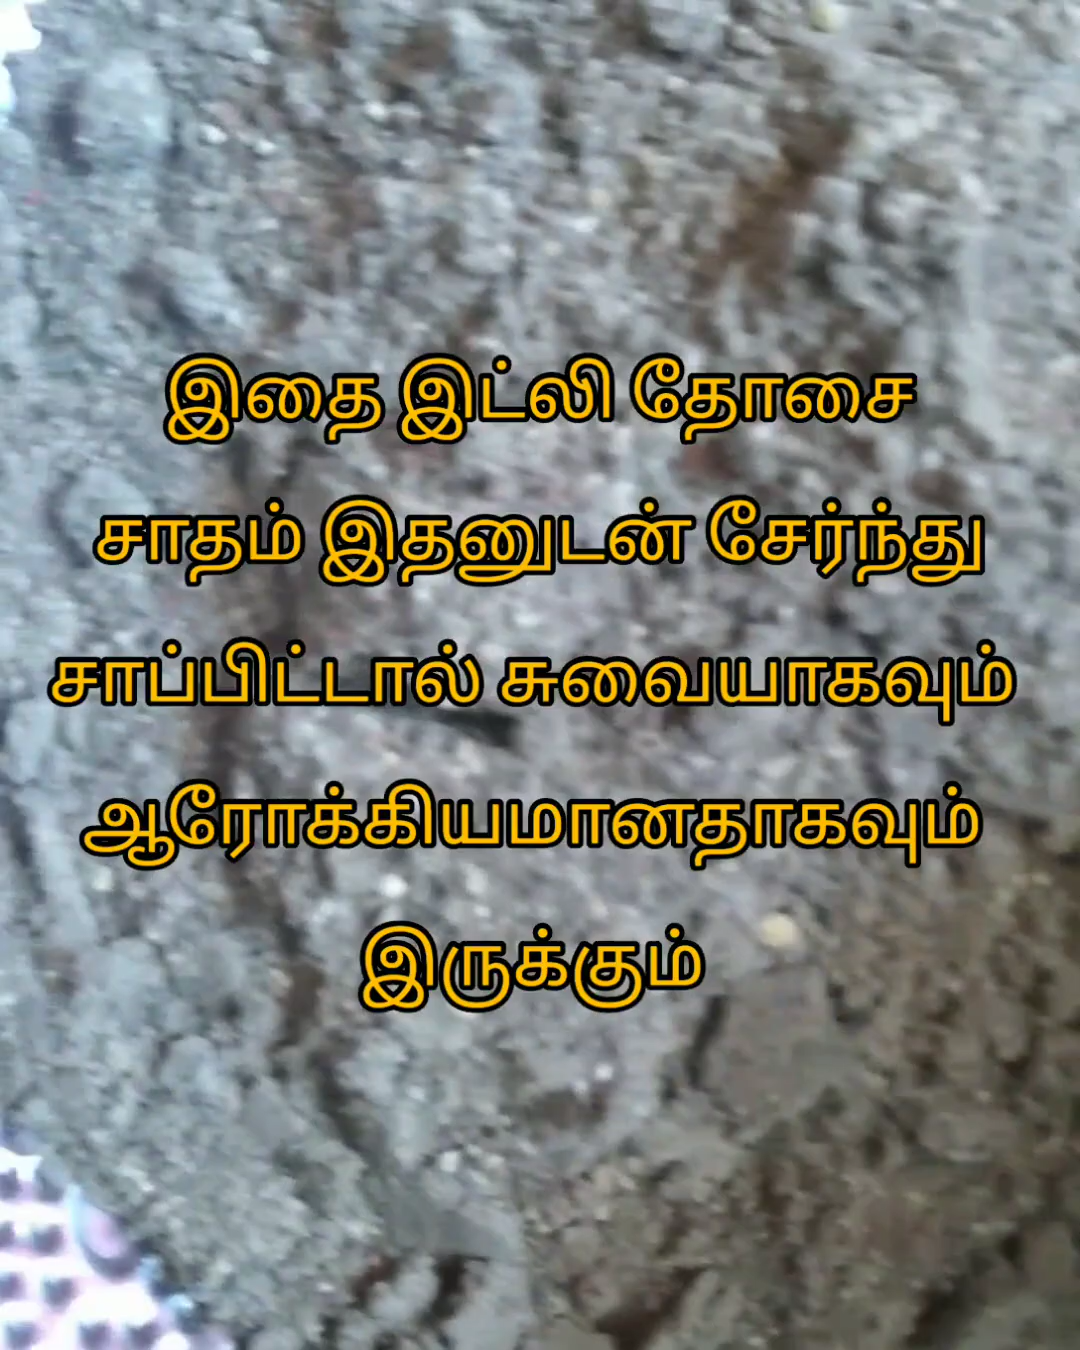 இதை இட்லி தோசை
சாதம் இதனுடன் சேர்ந்து
சாப்பிட்டால் சுவையாகவும்
ஆரோக்கியமானதாகவும்
இருக்கும்